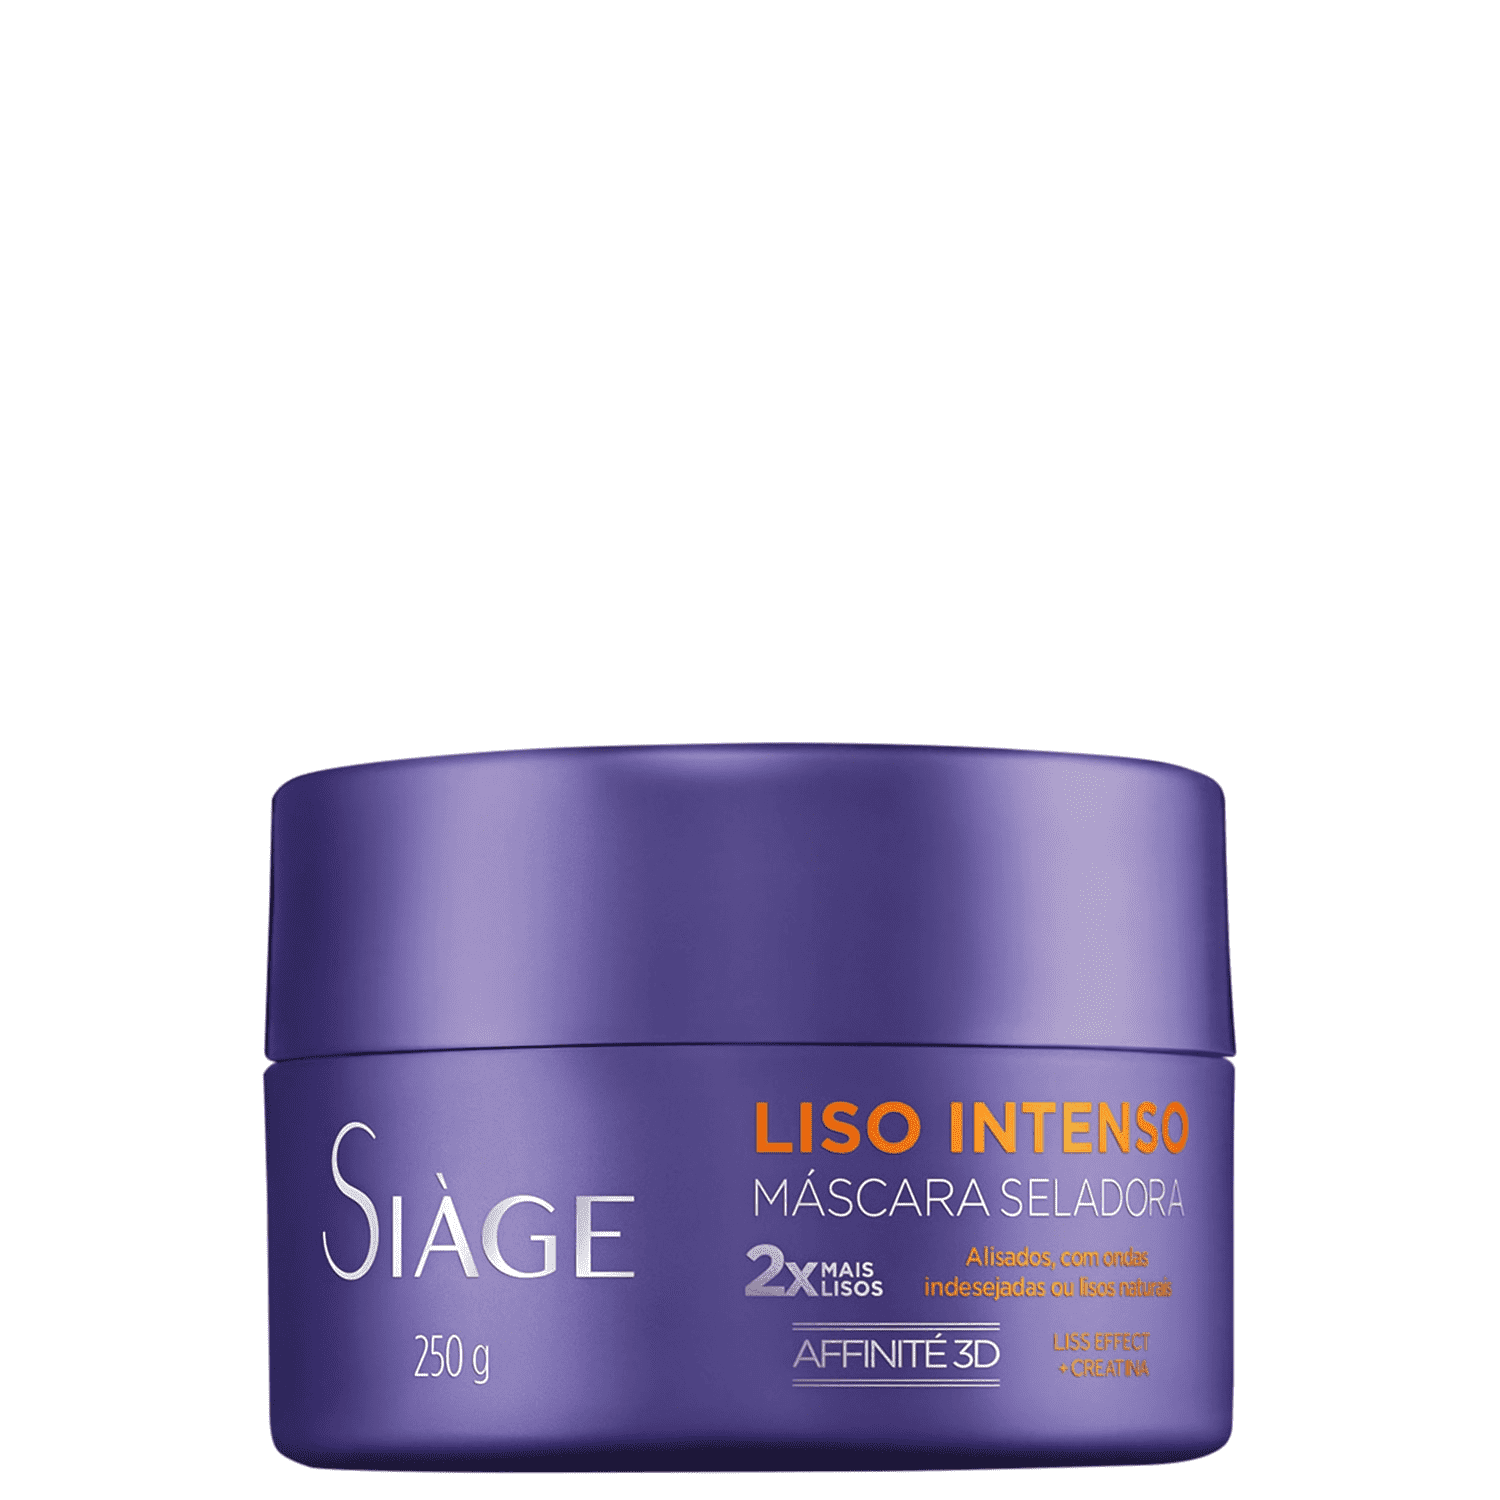 SIÀGE
250 g
LISO INTENSO
MÁSCARA SELADORA
2x MAIS LISOS
Alisados, com ondas
indesejadas ou lisos naturais
AFFINITÉ 3D
LISS EFFECT
+ CREATINA